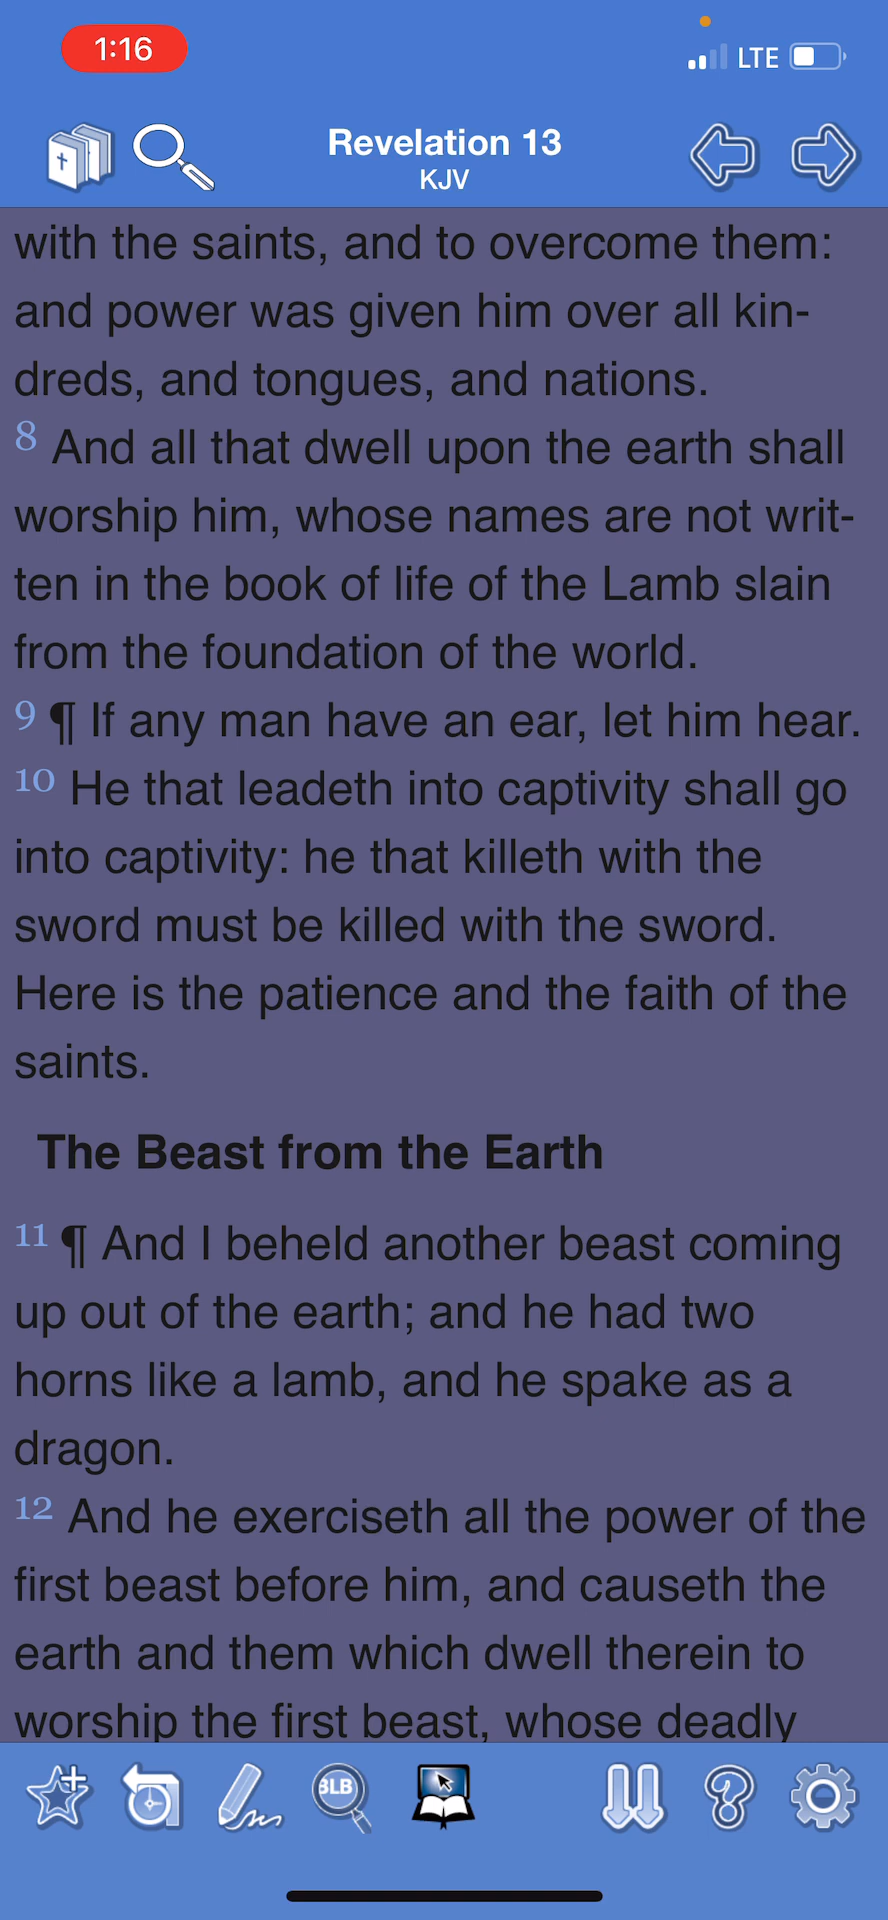 1:16
LTE
Revelation 13
KJV
with the saints, and to overcome them:
and power was given him over all kin-
dreds, and tongues, and nations.
8 And all that dwell upon the earth shall
worship him, whose names are not writ-
ten in the book of life of the Lamb slain
from the foundation of the world.
9 ¶ If any man have an ear, let him hear.
10 He that leadeth into captivity shall go
into captivity: he that killeth with the
sword must be killed with the sword.
Here is the patience and the faith of the
saints.
The Beast from the Earth
11 ¶ And I beheld another beast coming
up out of the earth; and he had two
horns like a lamb, and he spake as a
dragon.
12 And he exerciseth all the power of the
first beast before him, and causeth the
earth and them which dwell therein to
worship the first beast, whose deadly
BLB